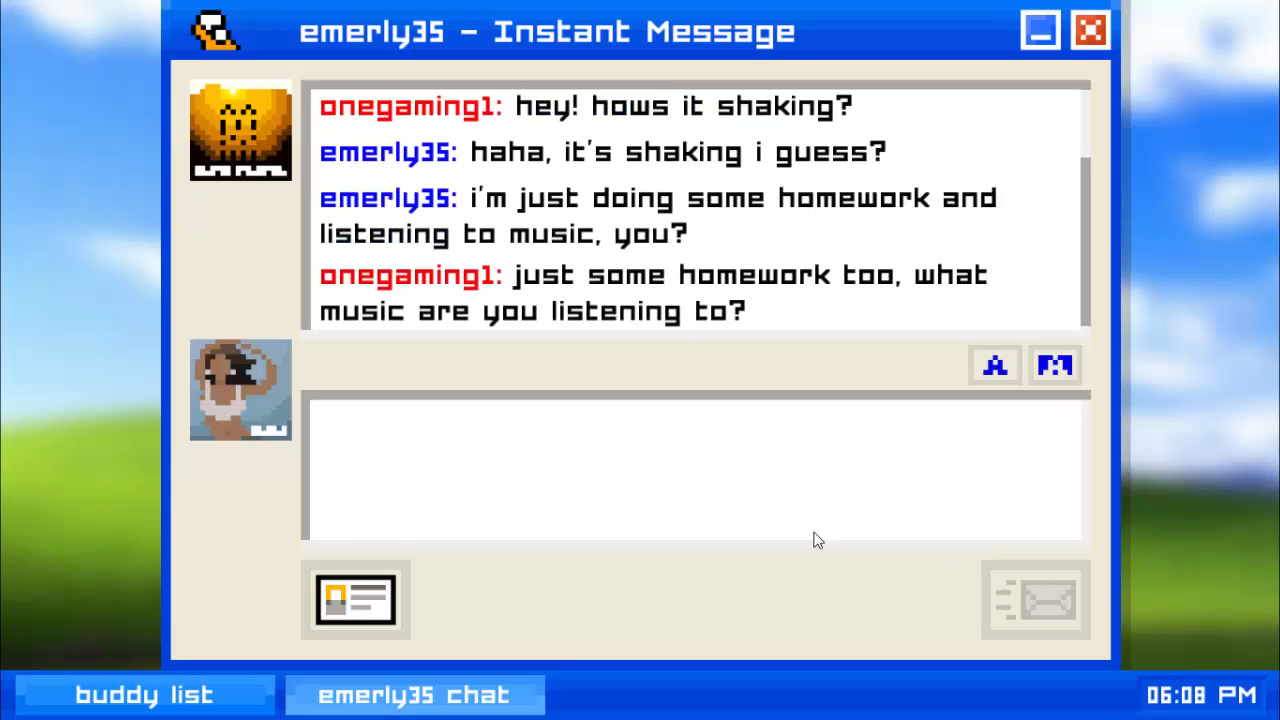 emerly35 - Instant Message
onegaming1: hey! hows it shaking?
emerly35: haha, it's shaking i guess?
emerly35: i'm just doing some homework and
listening to music, you?
onegaming1: just some homework too, what
music are you listening to?
A
buddy list
emerly35 chat
06:08 PM